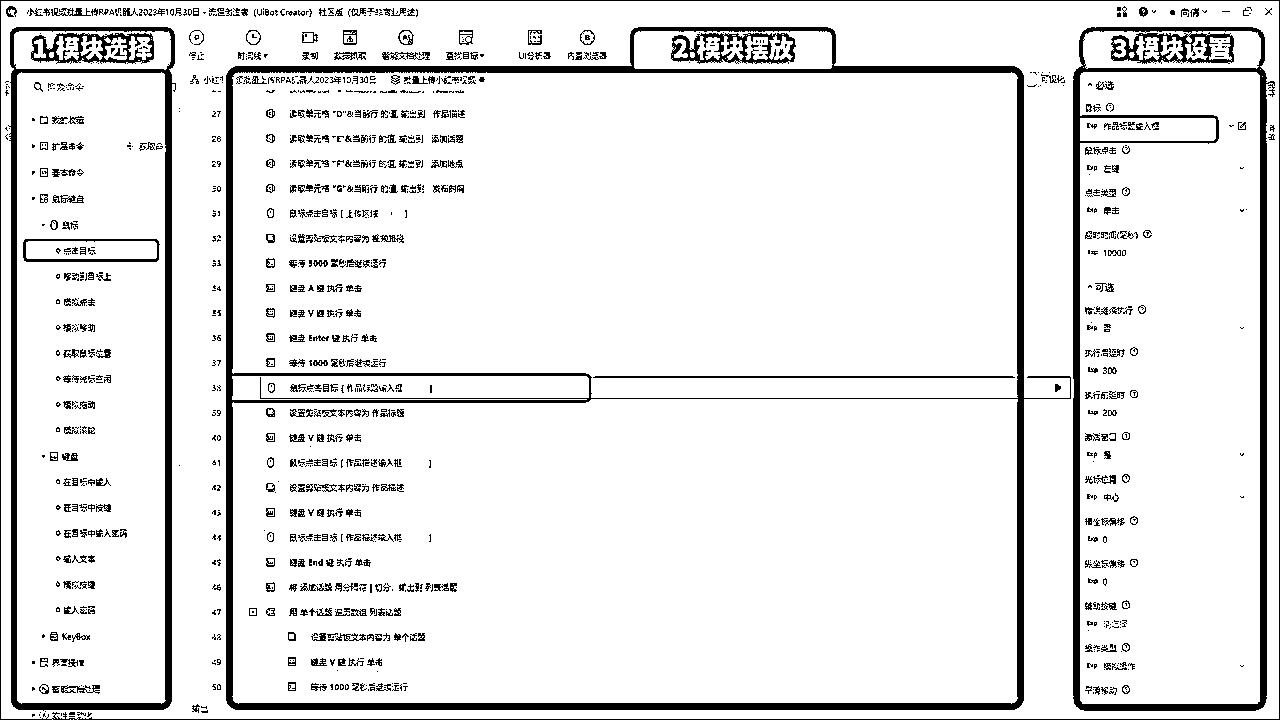 小红书视频批量上传RPA机器人2023年10月30日 - 流程创造者 (UiBot Creator) 社区版 (仅用于非商业用途)
1.模块选择
2.模块摆放
3.模块设置
停止
时间线
录制
数据抓取
智能文档处理
查找目标
UI分析器
内置浏览器
搜索命令
我的收藏
扩展命令
基本命令
鼠标键盘
鼠标
点击目标
移动到目标上
模拟点击
模拟移动
获取鼠标位置
等待光标空闲
模拟拖动
模拟滚轮
键盘
在目标中输入
在目标中按键
在目标中输入密码
输入文本
模拟按键
输入密码
KeyBox
界面操作
智能文档处理
批量上传RPA机器人2023年10月30日
批量上传小红书视频
可视化
27 读取单元格 "D"&当前行 的值, 输出到 作品描述
28 读取单元格 "E"&当前行 的值, 输出到 添加话题
29 读取单元格 "F"&当前行 的值, 输出到 添加地点
30 读取单元格 "G"&当前行 的值, 输出到 发布时间
31 鼠标点击目标 [ 上传区域 ]
32 设置剪贴板文本内容为 视频路径
33 等待 3000 毫秒后继续运行
34 键盘 A 键 执行 单击
35 键盘 V 键 执行 单击
36 键盘 Enter 键 执行 单击
37 等待 1000 毫秒后继续运行
38 鼠标点击目标 [ 作品标题输入框 ]
39 设置剪贴板文本内容为 作品标题
40 键盘 V 键 执行 单击
41 鼠标点击目标 [ 作品描述输入框 ]
42 设置剪贴板文本内容为 作品描述
43 键盘 V 键 执行 单击
44 鼠标点击目标 [ 作品描述输入框 ]
45 键盘 End 键 执行 单击
46 将 添加话题 用分隔符 | 切分, 输出到 列表话题
47 用 单个话题 遍历数组 列表话题
48 设置剪贴板文本内容为 单个话题
49 键盘 V 键 执行 单击
50 等待 1000 毫秒后继续运行
输出
必选
目标
Exp 作品标题输入框
鼠标点击
Exp 左键
点击类型
Exp 单击
超时时间(毫秒)
Exp 10000
可选
错误继续执行
Exp 否
执行后延时
Exp 300
执行前延时
Exp 200
激活窗口
Exp 是
光标位置
Exp 中心
横坐标偏移
Exp 0
纵坐标偏移
Exp 0
辅助按键
Exp 请选择
操作类型
Exp 模拟操作
平滑移动